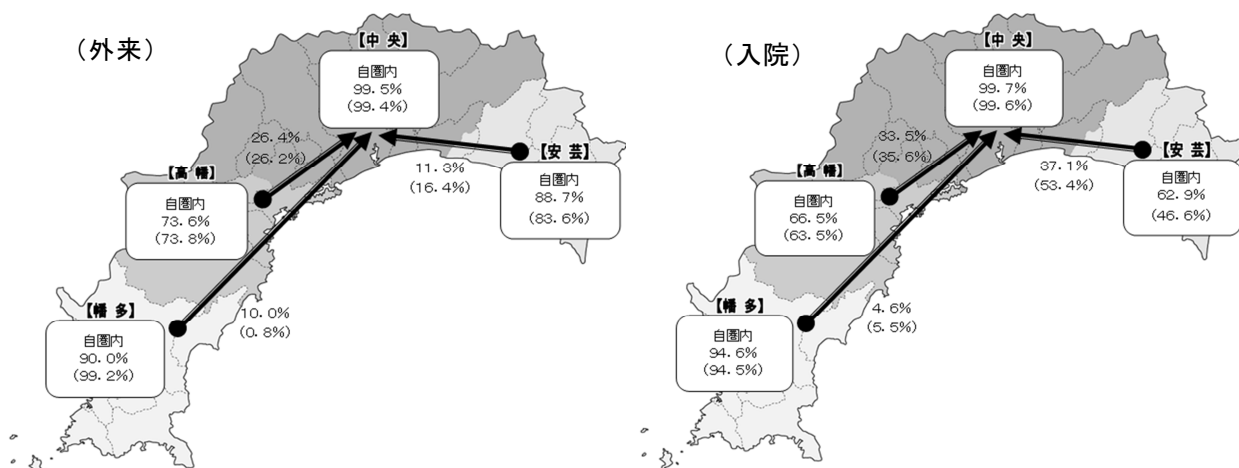 （外来）
【中 央】
自圏内
99.5%
(99.4%)
26.4%
(26.2%)
11.3%
(16.4%)
【安 芸】
自圏内
88.7%
(83.6%)
【高 幡】
自圏内
73.6%
(73.8%)
10.0%
(0.8%)
【幡 多】
自圏内
90.0%
(99.2%)
（入院）
【中 央】
自圏内
99.7%
(99.6%)
33.5%
(35.6%)
37.1%
(53.4%)
【安 芸】
自圏内
62.9%
(46.6%)
【高 幡】
自圏内
66.5%
(63.5%)
4.6%
(5.5%)
【幡 多】
自圏内
94.6%
(94.5%)